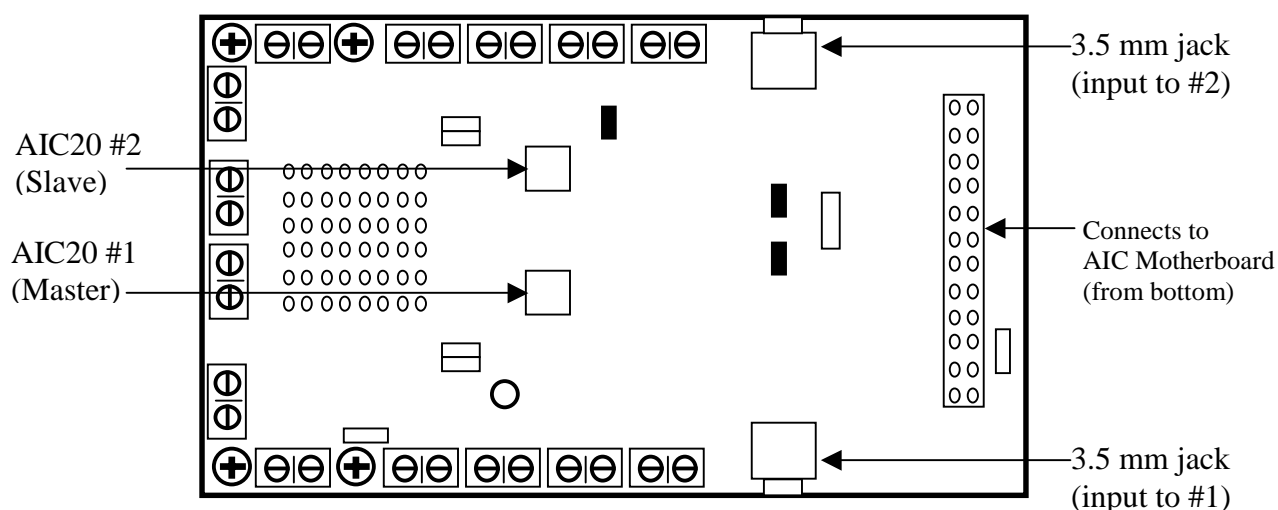 3.5 mm jack
(input to #2)
AIC20 #2
(Slave)
AIC20 #1
(Master)
Connects to
AIC Motherboard
(from bottom)
3.5 mm jack
(input to #1)